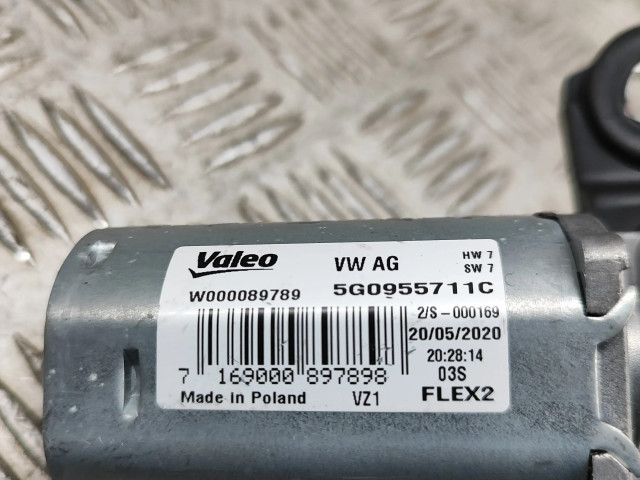 Valeo VW AG HW 7
SW 7
W000089789 5G0955711C
2/S-000169
20/05/2020
20:28:14
7 169000 897898 03S
Made in Poland VZ1 FLEX2